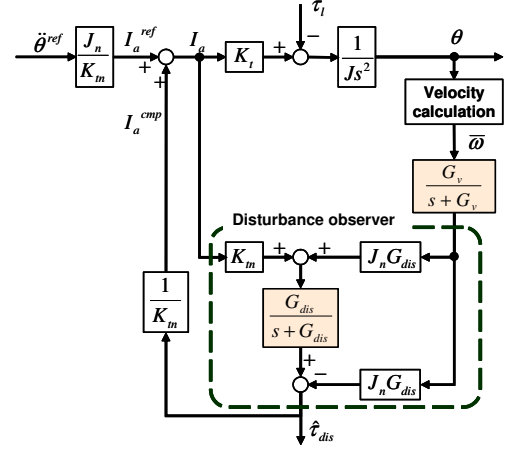 τ_l
θ̈^ref
J_n / K_tn
I_a^ref
I_a
K_t
1 / Js²
θ
+
+
+
−
I_a^cmp
Velocity
calculation
ω̅
G_v / (s + G_v)
Disturbance observer
K_tn
+
+
J_nG_dis
1 / K_tn
G_dis / (s + G_dis)
+
−
J_nG_dis
τ̂_dis